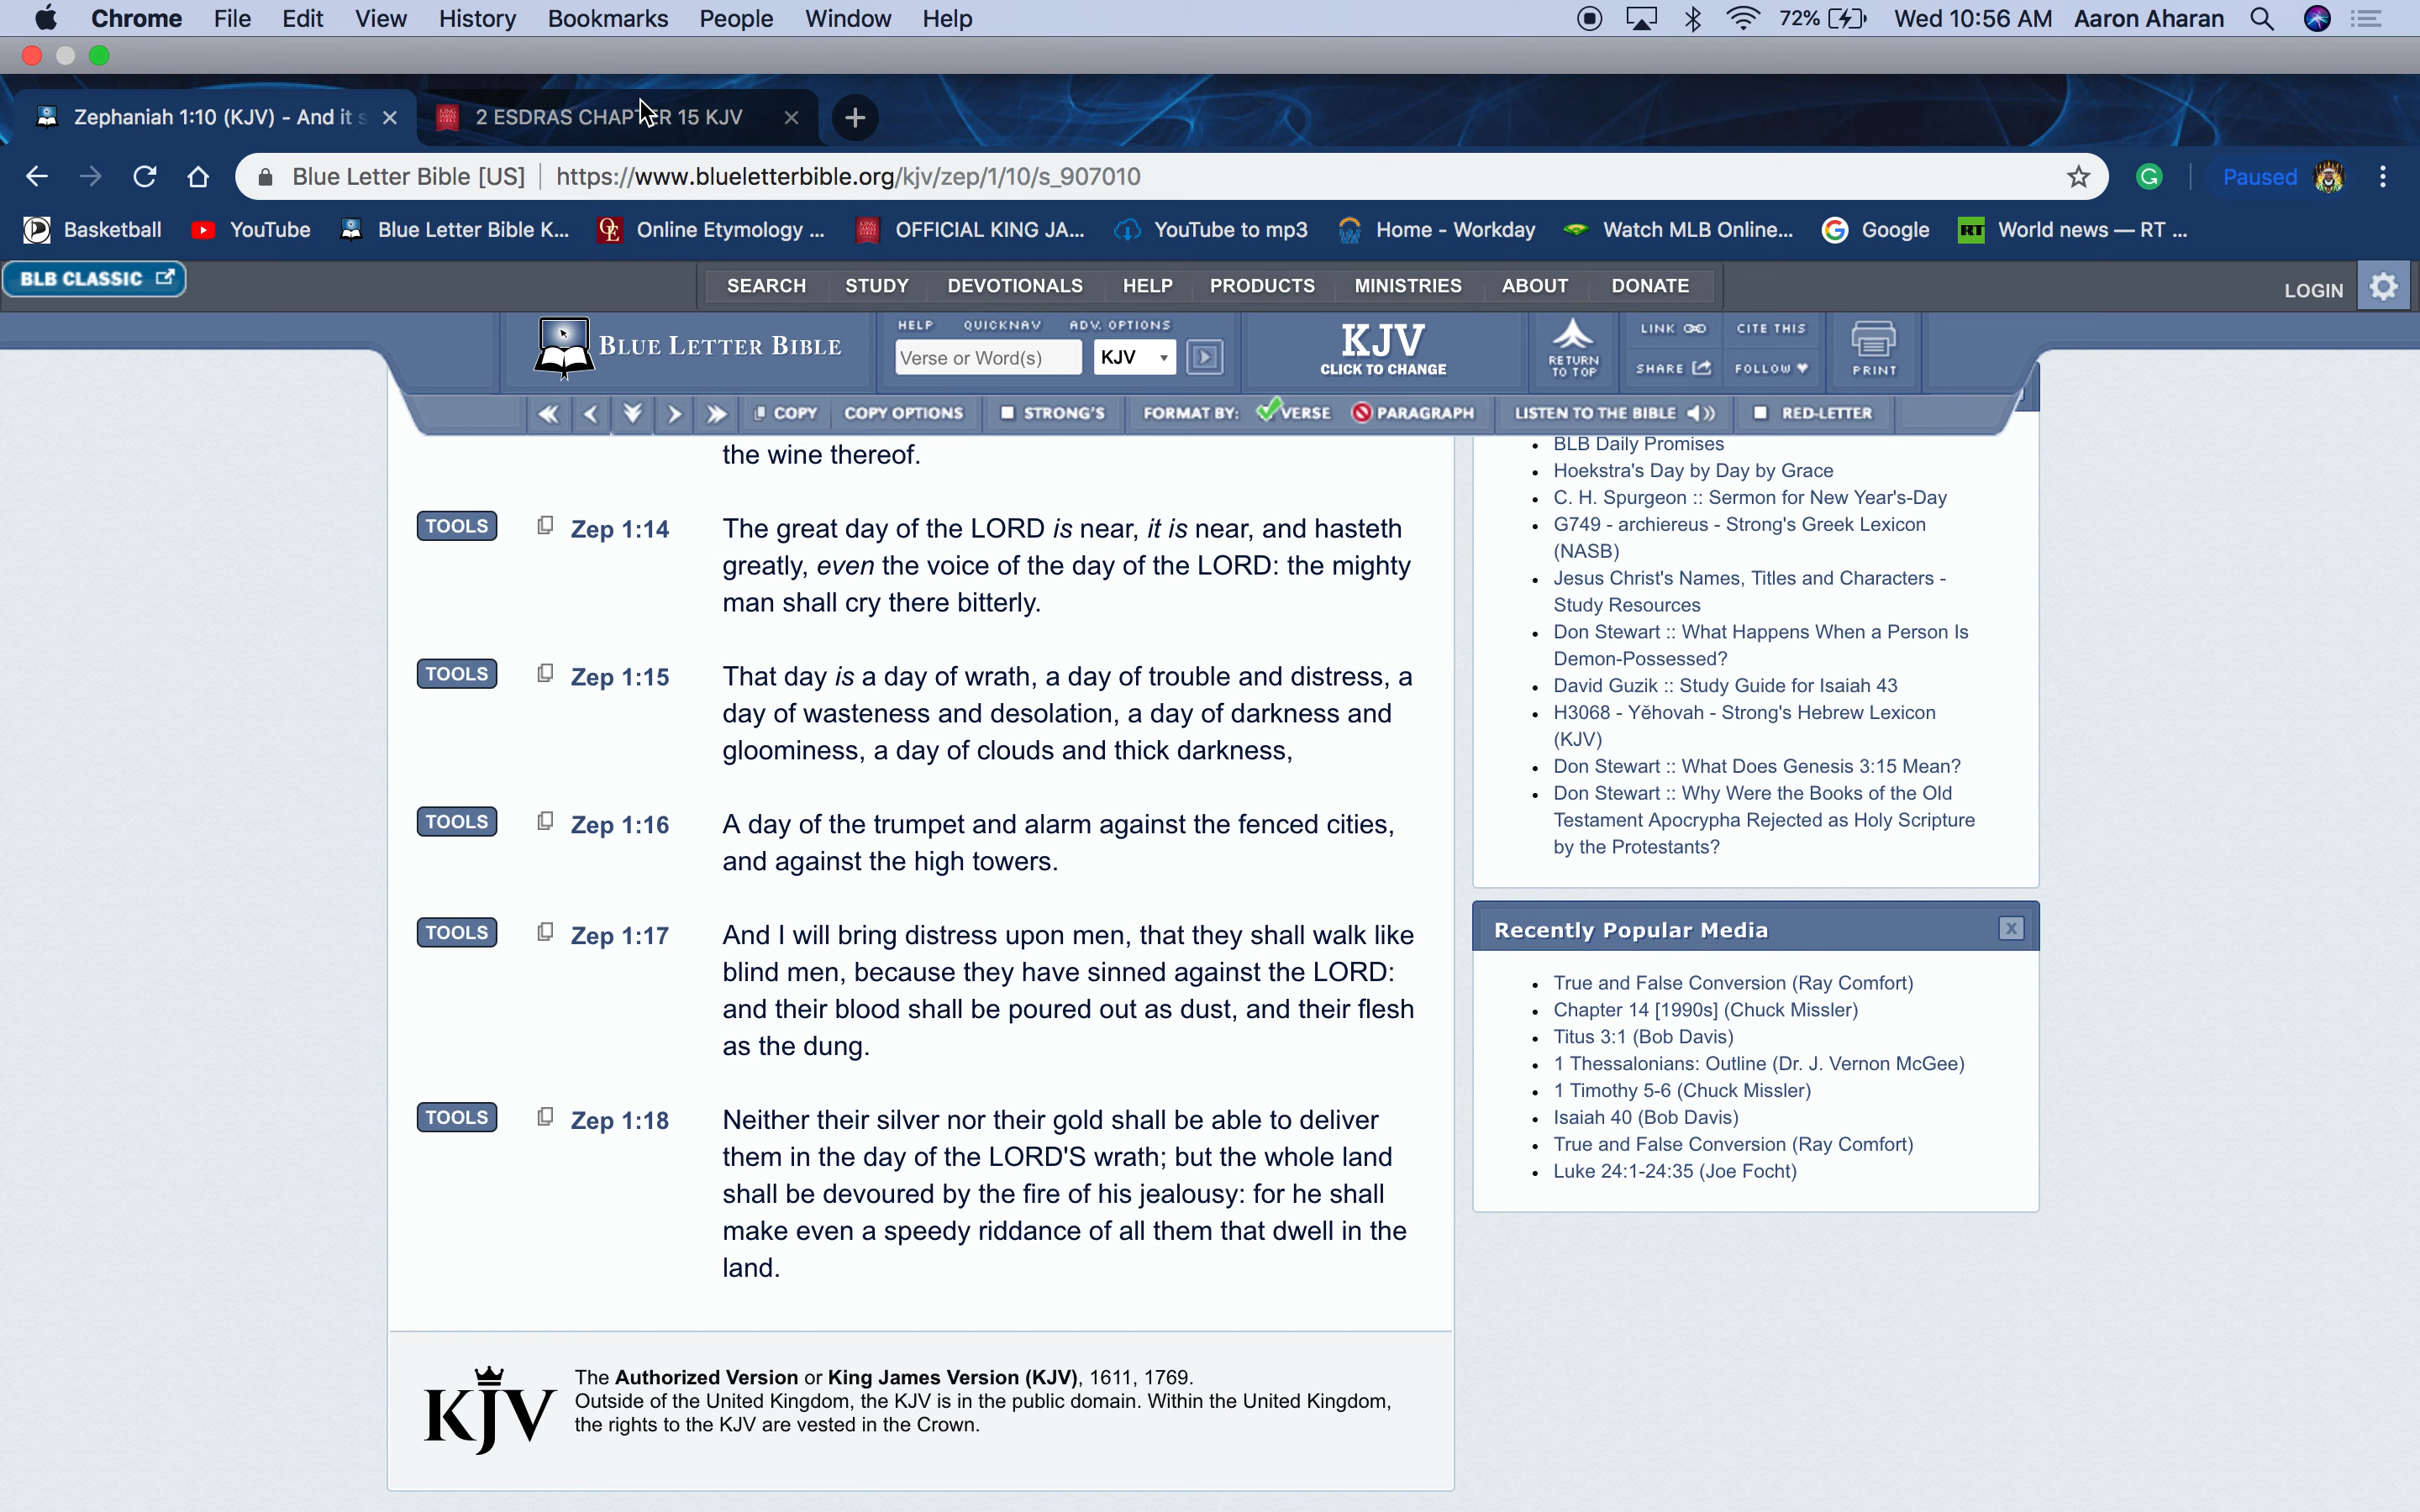 Chrome File Edit View History Bookmarks People Window Help 72% Wed 10:56 AM Aaron Aharan
Zephaniah 1:10 (KJV) - And it s 2 ESDRAS CHAPTER 15 KJV
Blue Letter Bible [US] https://www.blueletterbible.org/kjv/zep/1/10/s_907010 Paused
Basketball YouTube Blue Letter Bible K... Online Etymology ... OFFICIAL KING JA... YouTube to mp3 Home - Workday Watch MLB Online... Google RT World news — RT ...
BLB CLASSIC SEARCH STUDY DEVOTIONALS HELP PRODUCTS MINISTRIES ABOUT DONATE LOGIN
BLUE LETTER BIBLE
HELP QUICKNAV ADV. OPTIONS
Verse or Word(s) KJV
KJV
CLICK TO CHANGE
RETURN
TO TOP
LINK CITE THIS
SHARE FOLLOW
PRINT
COPY COPY OPTIONS STRONG'S FORMAT BY: VERSE PARAGRAPH LISTEN TO THE BIBLE RED-LETTER
the wine thereof.
TOOLS Zep 1:14 The great day of the LORD is near, it is near, and hasteth
greatly, even the voice of the day of the LORD: the mighty
man shall cry there bitterly.
TOOLS Zep 1:15 That day is a day of wrath, a day of trouble and distress, a
day of wasteness and desolation, a day of darkness and
gloominess, a day of clouds and thick darkness,
TOOLS Zep 1:16 A day of the trumpet and alarm against the fenced cities,
and against the high towers.
TOOLS Zep 1:17 And I will bring distress upon men, that they shall walk like
blind men, because they have sinned against the LORD:
and their blood shall be poured out as dust, and their flesh
as the dung.
TOOLS Zep 1:18 Neither their silver nor their gold shall be able to deliver
them in the day of the LORD'S wrath; but the whole land
shall be devoured by the fire of his jealousy: for he shall
make even a speedy riddance of all them that dwell in the
land.
KJV
The Authorized Version or King James Version (KJV), 1611, 1769.
Outside of the United Kingdom, the KJV is in the public domain. Within the United Kingdom,
the rights to the KJV are vested in the Crown.
BLB Daily Promises
Hoekstra's Day by Day by Grace
C. H. Spurgeon :: Sermon for New Year's-Day
G749 - archiereus - Strong's Greek Lexicon
(NASB)
Jesus Christ's Names, Titles and Characters -
Study Resources
Don Stewart :: What Happens When a Person Is
Demon-Possessed?
David Guzik :: Study Guide for Isaiah 43
H3068 - Yĕhovah - Strong's Hebrew Lexicon
(KJV)
Don Stewart :: What Does Genesis 3:15 Mean?
Don Stewart :: Why Were the Books of the Old
Testament Apocrypha Rejected as Holy Scripture
by the Protestants?
Recently Popular Media X
True and False Conversion (Ray Comfort)
Chapter 14 [1990s] (Chuck Missler)
Titus 3:1 (Bob Davis)
1 Thessalonians: Outline (Dr. J. Vernon McGee)
1 Timothy 5-6 (Chuck Missler)
Isaiah 40 (Bob Davis)
True and False Conversion (Ray Comfort)
Luke 24:1-24:35 (Joe Focht)